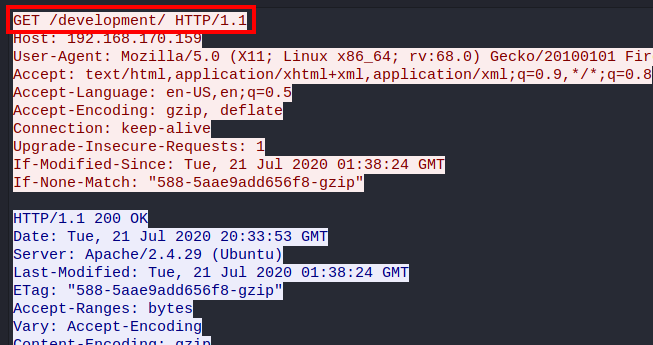 GET /development/ HTTP/1.1
Host: 192.168.170.159
User-Agent: Mozilla/5.0 (X11; Linux x86_64; rv:68.0) Gecko/20100101 Fir
Accept: text/html,application/xhtml+xml,application/xml;q=0.9,*/*;q=0.8
Accept-Language: en-US,en;q=0.5
Accept-Encoding: gzip, deflate
Connection: keep-alive
Upgrade-Insecure-Requests: 1
If-Modified-Since: Tue, 21 Jul 2020 01:38:24 GMT
If-None-Match: "588-5aae9add656f8-gzip"
HTTP/1.1 200 OK
Date: Tue, 21 Jul 2020 20:33:53 GMT
Server: Apache/2.4.29 (Ubuntu)
Last-Modified: Tue, 21 Jul 2020 01:38:24 GMT
ETag: "588-5aae9add656f8-gzip"
Accept-Ranges: bytes
Vary: Accept-Encoding
Content-Encoding: gzip